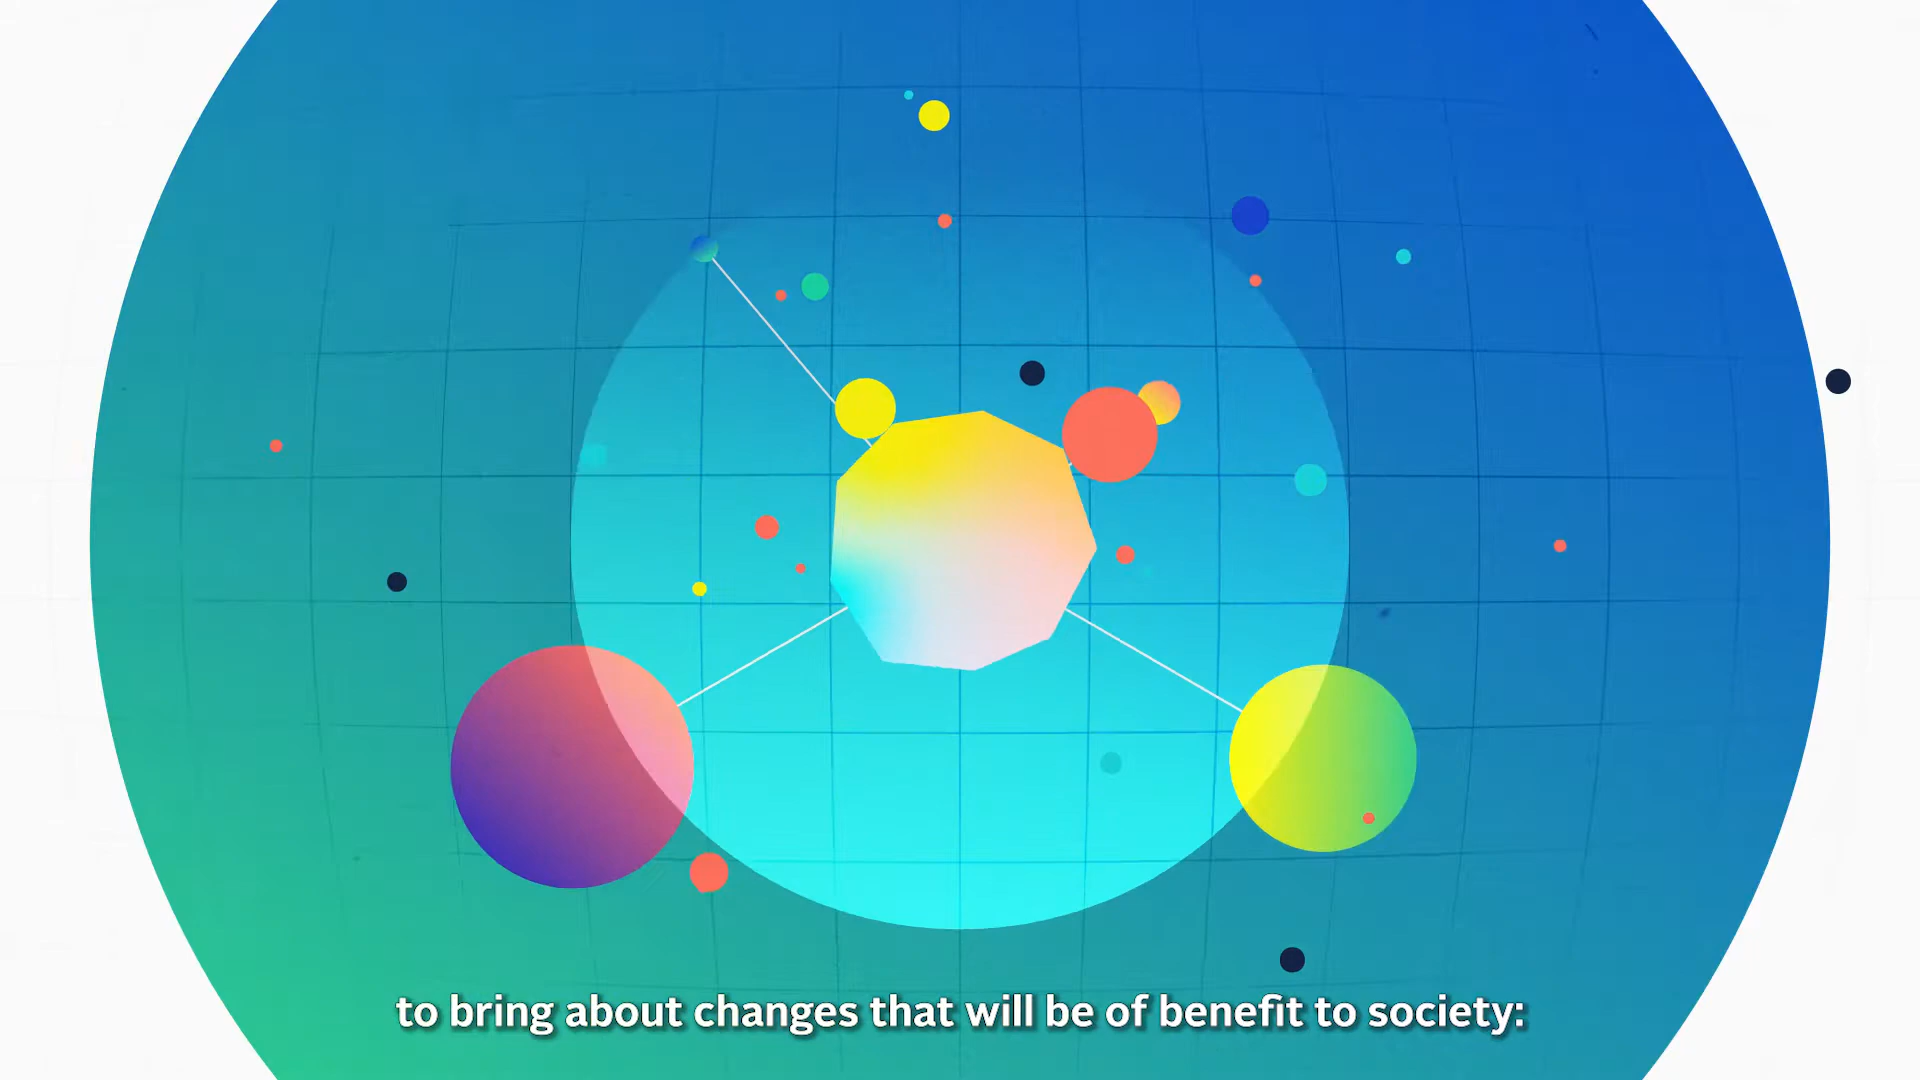 to bring about changes that will be of benefit to society: